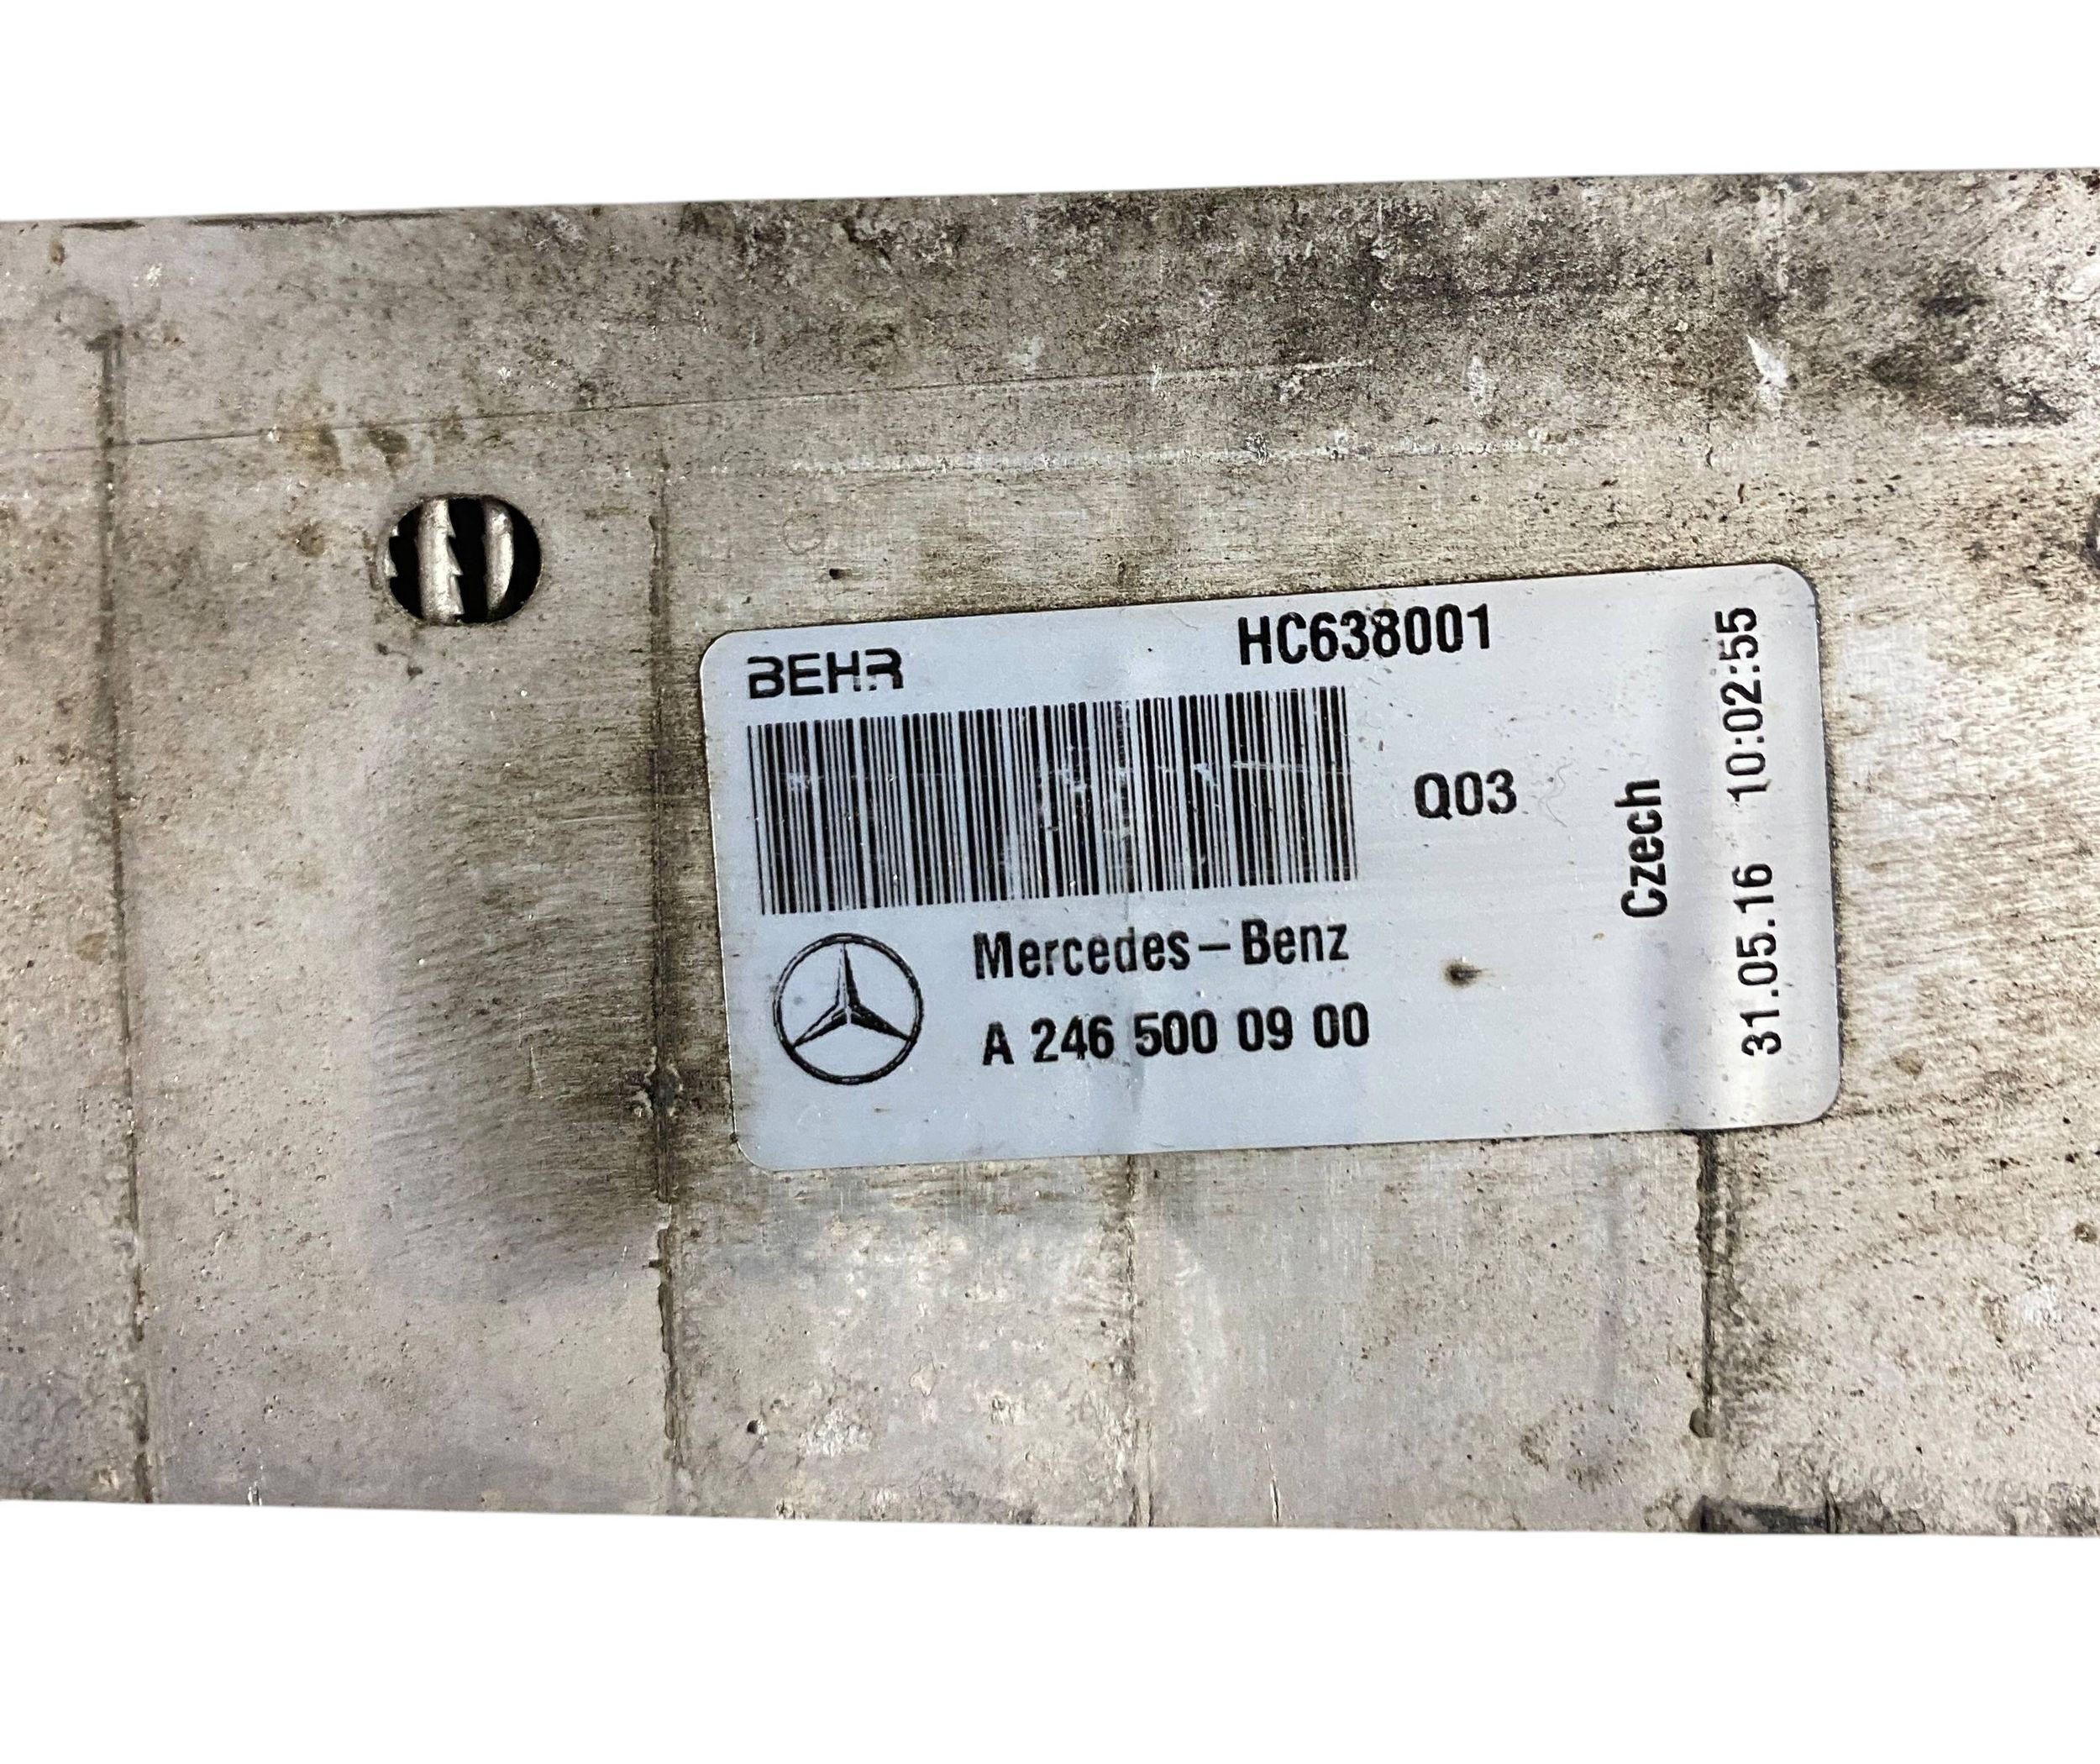 BEHR
HC638001
Q03
Mercedes-Benz
A 246 500 09 00
Czech
31.05.16 10:02:55